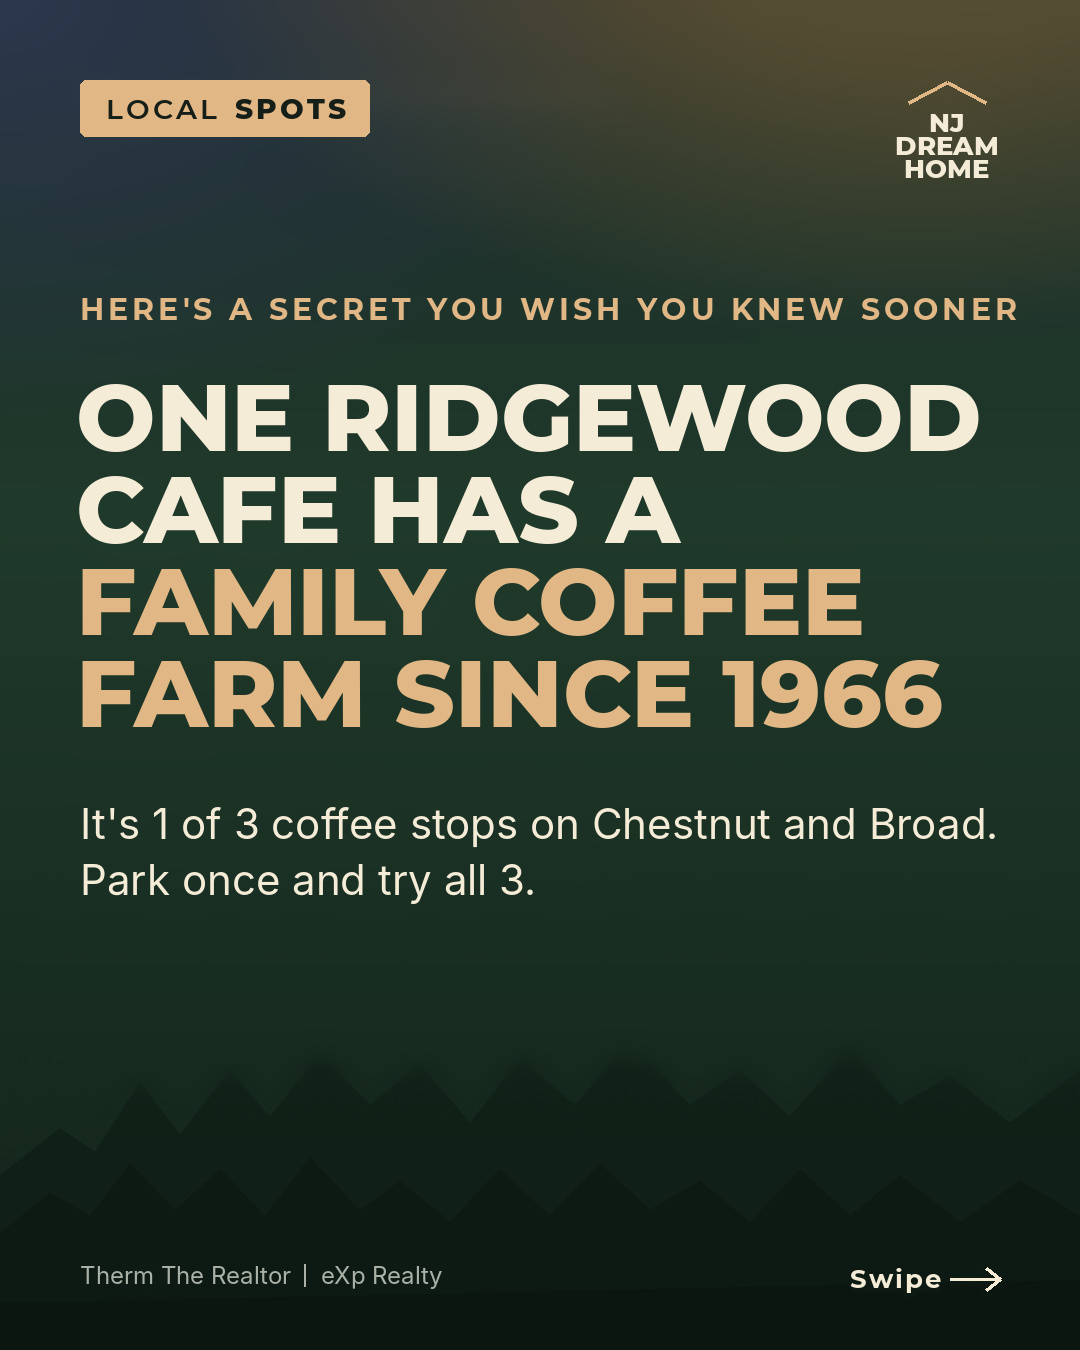 LOCAL SPOTS
NJ
DREAM
HOME
HERE'S A SECRET YOU WISH YOU KNEW SOONER
ONE RIDGEWOOD
CAFE HAS A
FAMILY COFFEE
FARM SINCE 1966
It's 1 of 3 coffee stops on Chestnut and Broad.
Park once and try all 3.
Therm The Realtor | eXp Realty
Swipe